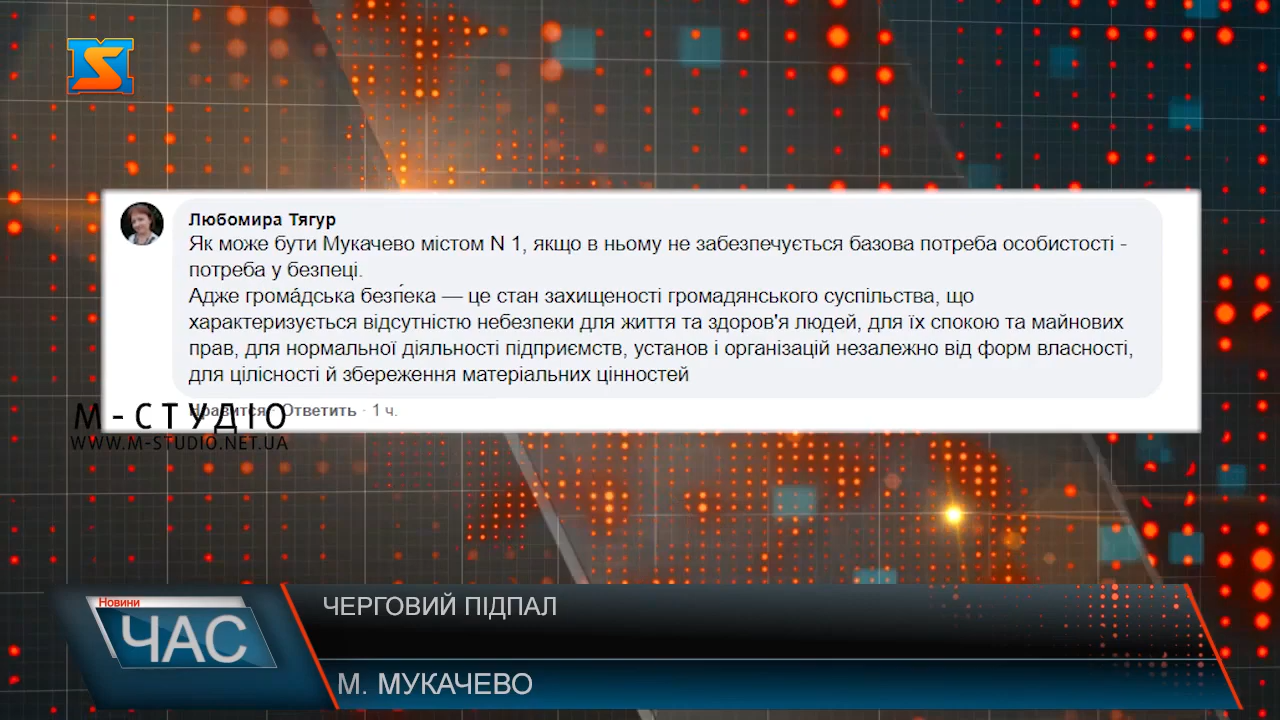 Любомира Тягур
Як може бути Мукачево містом N 1, якщо в ньому не забезпечується базова потреба особистості -
потреба у безпеці.
Адже грома́дська безпе́ка — це стан захищеності громадянського суспільства, що
характеризується відсутністю небезпеки для життя та здоров'я людей, для їх спокою та майнових
прав, для нормальної діяльності підприємств, установ і організацій незалежно від форм власності,
для цілісності й збереження матеріальних цінностей
Нравится · Ответить · 1 ч.
М-СТУДІО
WWW.M-STUDIO.NET.UA
Новини
ЧАС
ЧЕРГОВИЙ ПІДПАЛ
М. МУКАЧЕВО